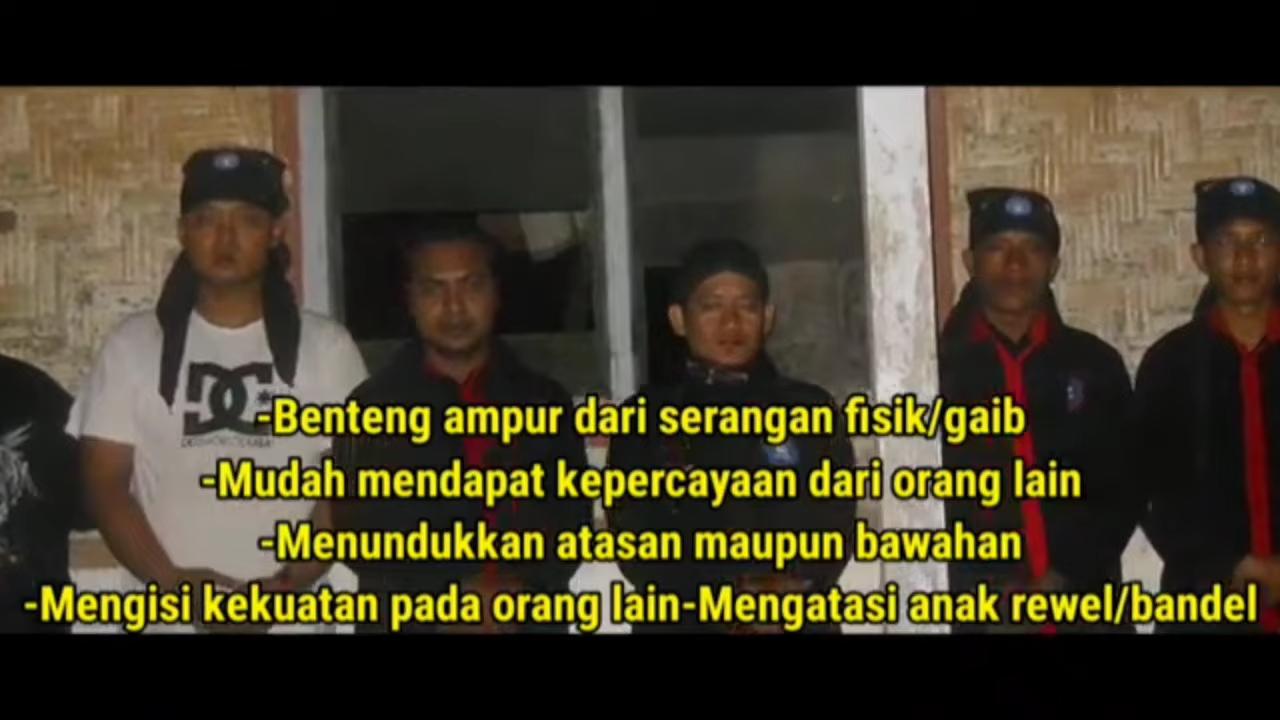 DC
-Benteng ampur dari serangan fisik/gaib
-Mudah mendapat kepercayaan dari orang lain
-Menundukkan atasan maupun bawahan
-Mengisi kekuatan pada orang lain-Mengatasi anak rewel/bandel